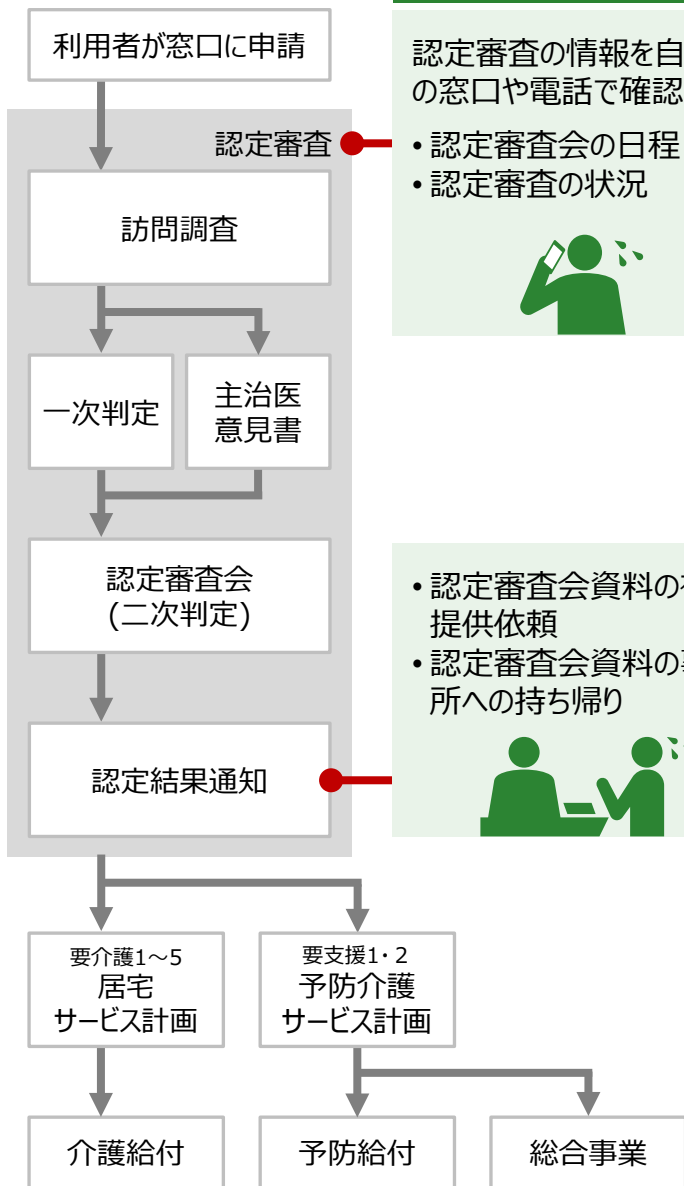 利用者が窓口に申請
認定審査の情報を自
の窓口や電話で確認
認定審査
• 認定審査会の日程
• 認定審査の状況
訪問調査
一次判定
主治医
意見書
認定審査会
(二次判定)
• 認定審査会資料の
提供依頼
• 認定審査会資料の
所への持ち帰り
認定結果通知
要介護1～5
居宅
サービス計画
要支援1・2
予防介護
サービス計画
介護給付
予防給付
総合事業